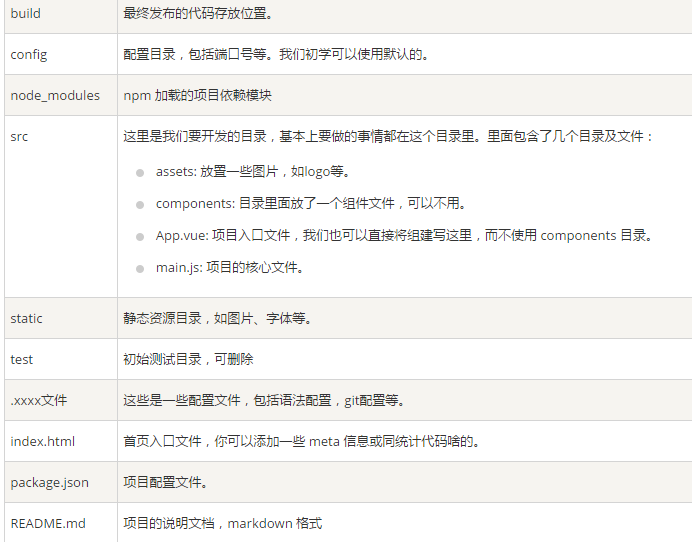 build 最终发布的代码存放位置。
config 配置目录，包括端口号等。我们初学可以使用默认的。
node_modules npm 加载的项目依赖模块
src 这里是我们要开发的目录，基本上要做的事情都在这个目录里。里面包含了几个目录及文件：
assets: 放置一些图片，如logo等。
components: 目录里面放了一个组件文件，可以不用。
App.vue: 项目入口文件，我们也可以直接将组建写这里，而不使用 components 目录。
main.js: 项目的核心文件。
static 静态资源目录，如图片、字体等。
test 初始测试目录，可删除
.xxxx文件 这些是一些配置文件，包括语法配置，git配置等。
index.html 首页入口文件，你可以添加一些 meta 信息或同统计代码啥的。
package.json 项目配置文件。
README.md 项目的说明文档，markdown 格式